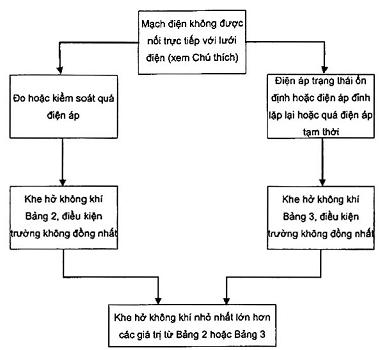 Mạch điện không được
nối trực tiếp với lưới
điện (xem Chú thích)
Đo hoặc kiểm soát quá
điện áp
Điện áp trạng thái ổn
định hoặc điện áp đỉnh
lặp lại hoặc quá điện áp
tạm thời
Khe hở không khí
Bảng 2, điều kiện
trường không đồng nhất
Khe hở không khí
Bảng 3, điều kiện
trường không đồng nhất
Khe hở không khí nhỏ nhất lớn hơn
các giá trị từ Bảng 2 hoặc Bảng 3